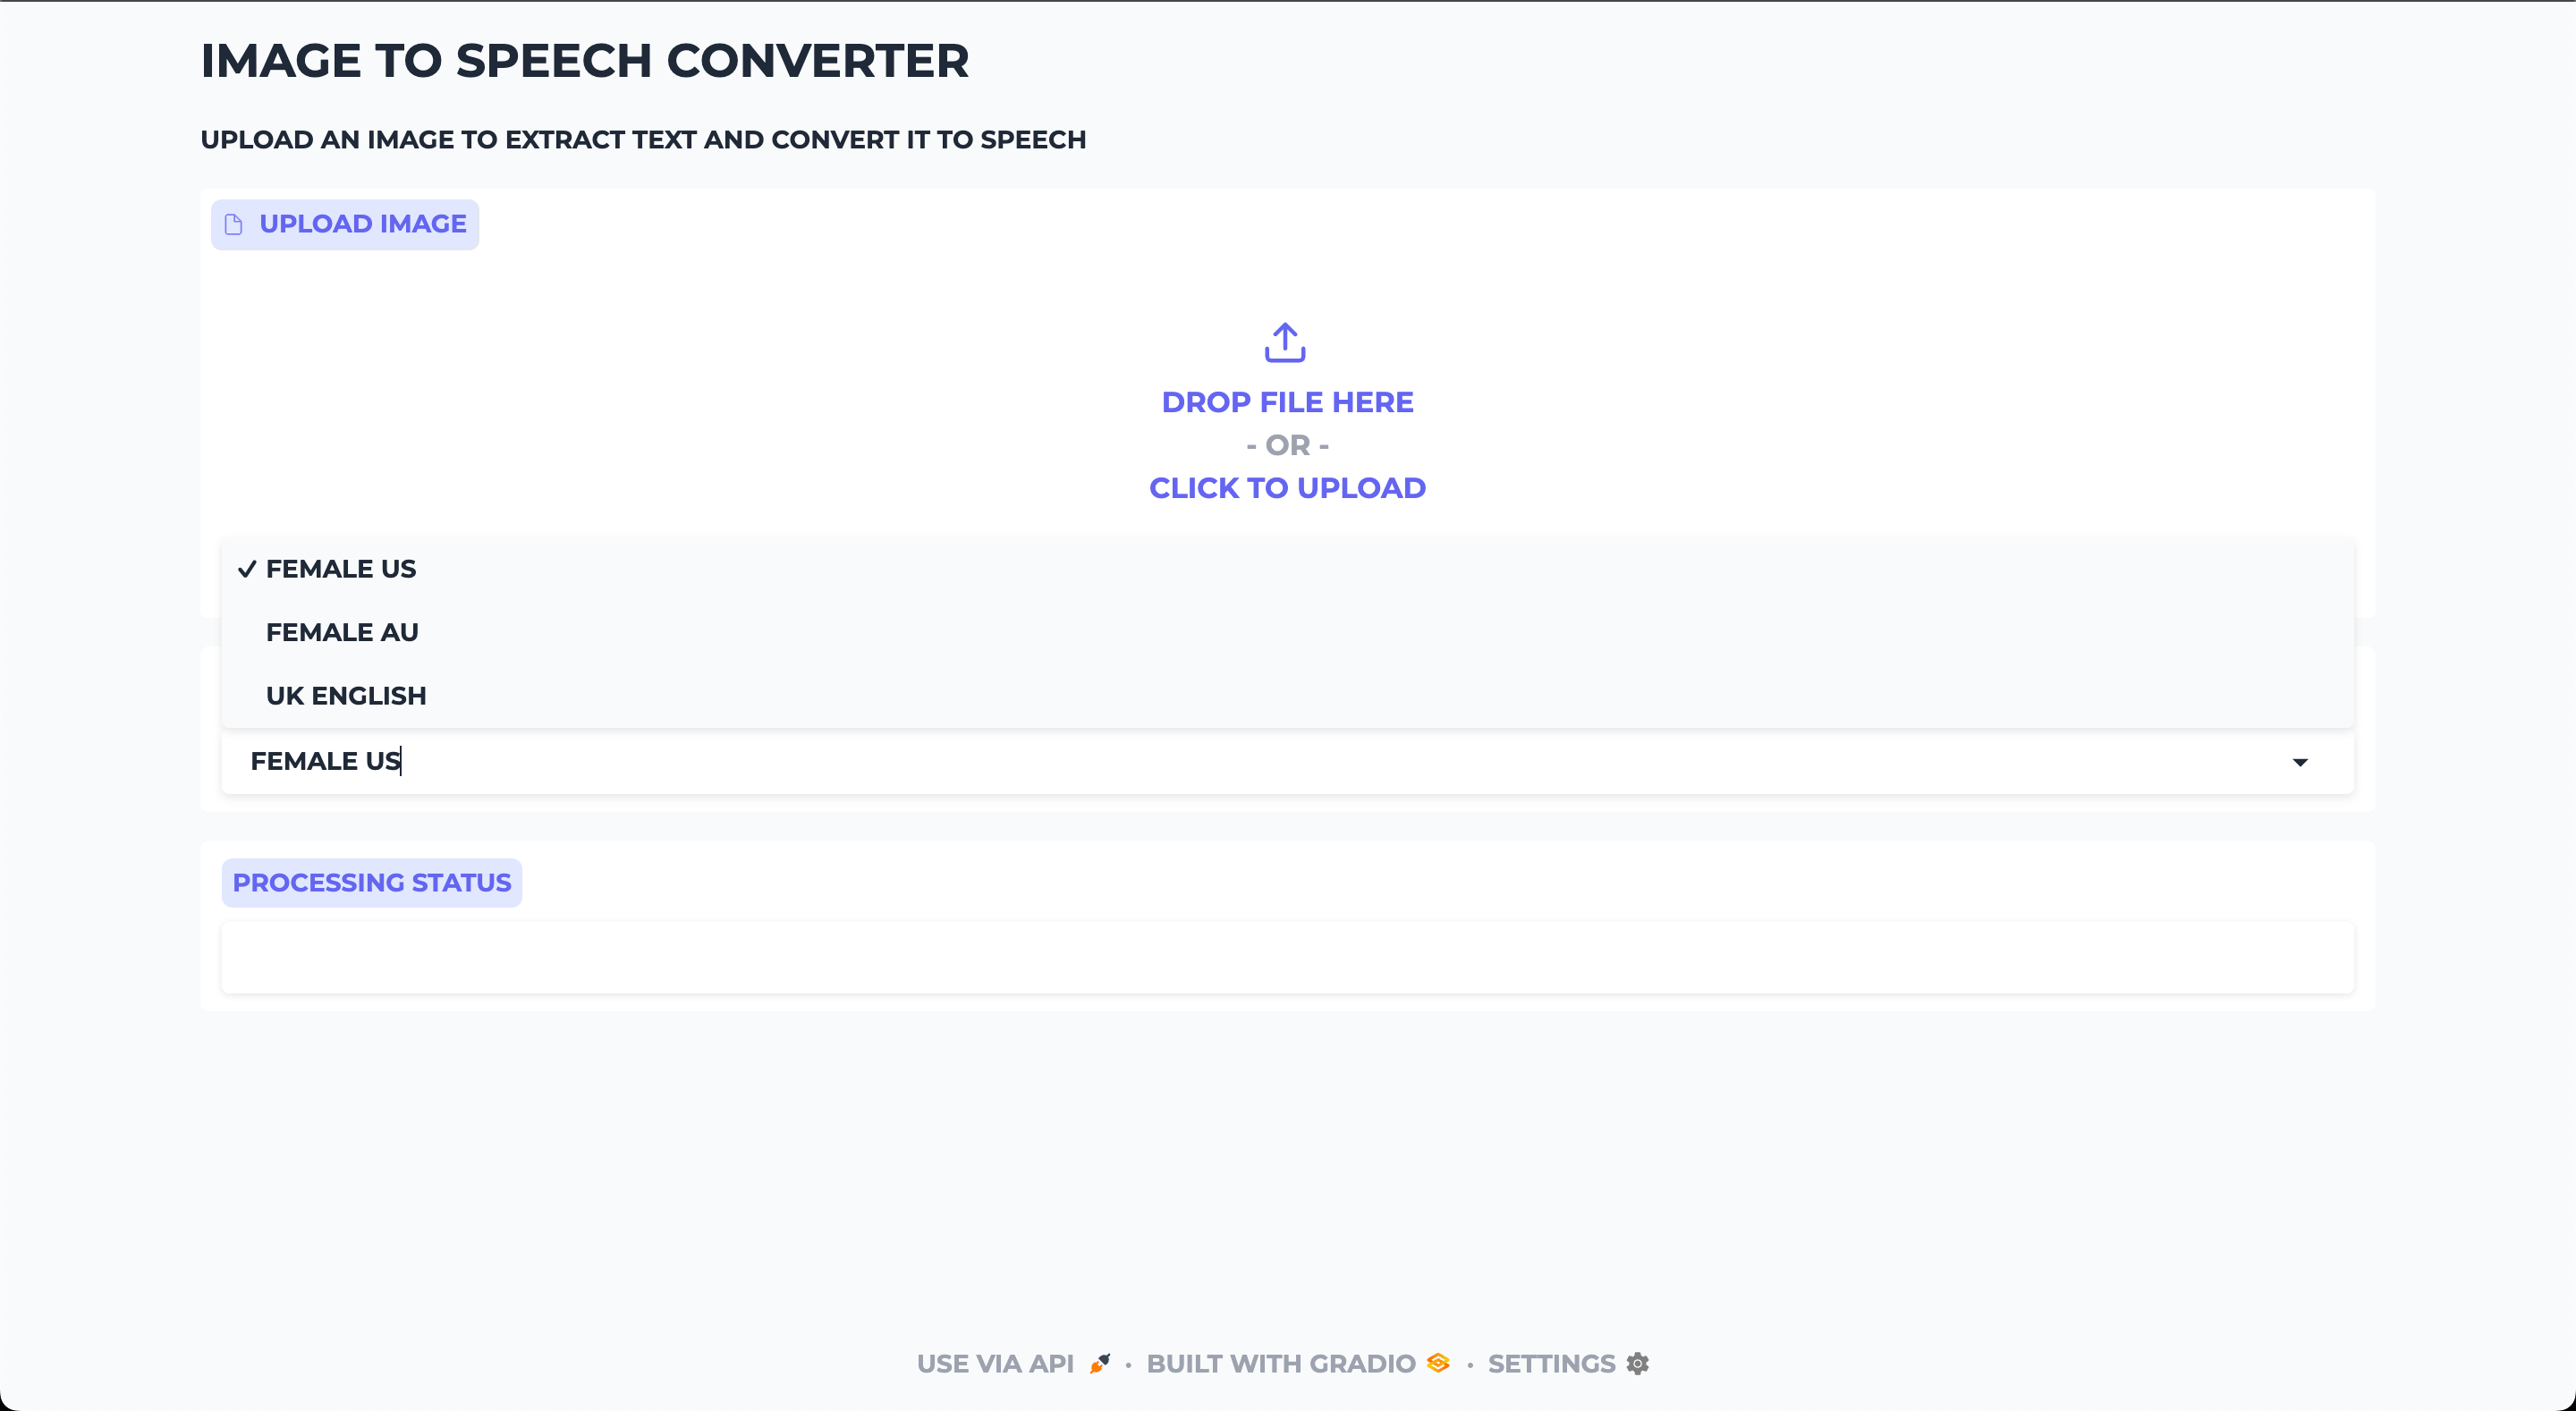 IMAGE TO SPEECH CONVERTER
UPLOAD AN IMAGE TO EXTRACT TEXT AND CONVERT IT TO SPEECH
UPLOAD IMAGE
DROP FILE HERE
- OR -
CLICK TO UPLOAD
FEMALE US
FEMALE AU
UK ENGLISH
FEMALE US
PROCESSING STATUS
USE VIA API · BUILT WITH GRADIO · SETTINGS